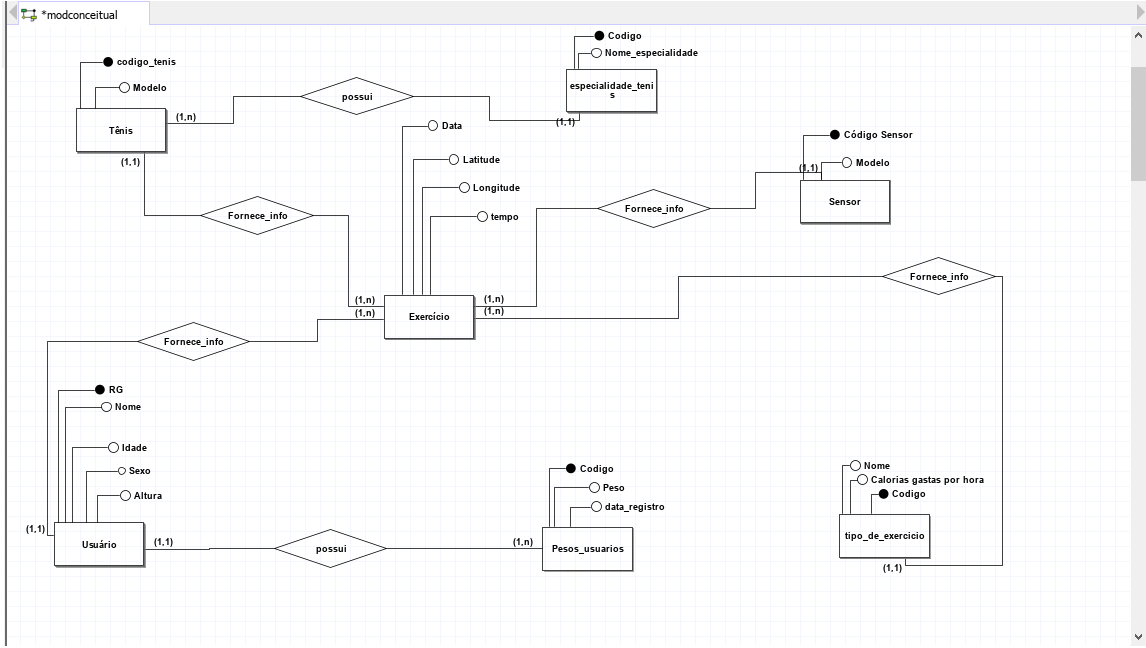 *modconceitual
Codigo
Nome_especialidade
codigo_tenis
Modelo
especialidade_teni
s
possui
(1,n)
(1,1)
Tênis
Data
Código Sensor
(1,1)
Latitude
Modelo
(1,1)
Longitude
Sensor
Fornece_info
Fornece_info
tempo
Fornece_info
(1,n)
(1,n)
(1,n)
(1,n)
Exercício
Fornece_info
RG
Nome
Idade
Sexo
Altura
Codigo
Peso
data_registro
Nome
Calorias gastas por hora
Codigo
(1,1)
Usuário
(1,1)
possui
(1,n)
Pesos_usuarios
tipo_de_exercicio
(1,1)